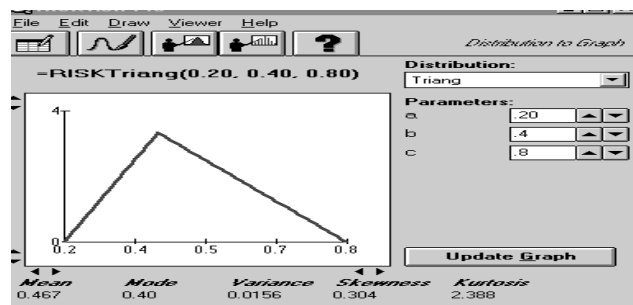 File Edit Draw Viewer Help
?
Distribution to Graph
=RISKTriang(0.20, 0.40, 0.80)
Distribution:
Triang
Parameters:
a .20
b .4
c .8
4
0
0.2 0.4 0.5 0.7 0.8
Update Graph
Mean Mode Variance Skewness Kurtosis
0.467 0.40 0.0156 0.304 2.388